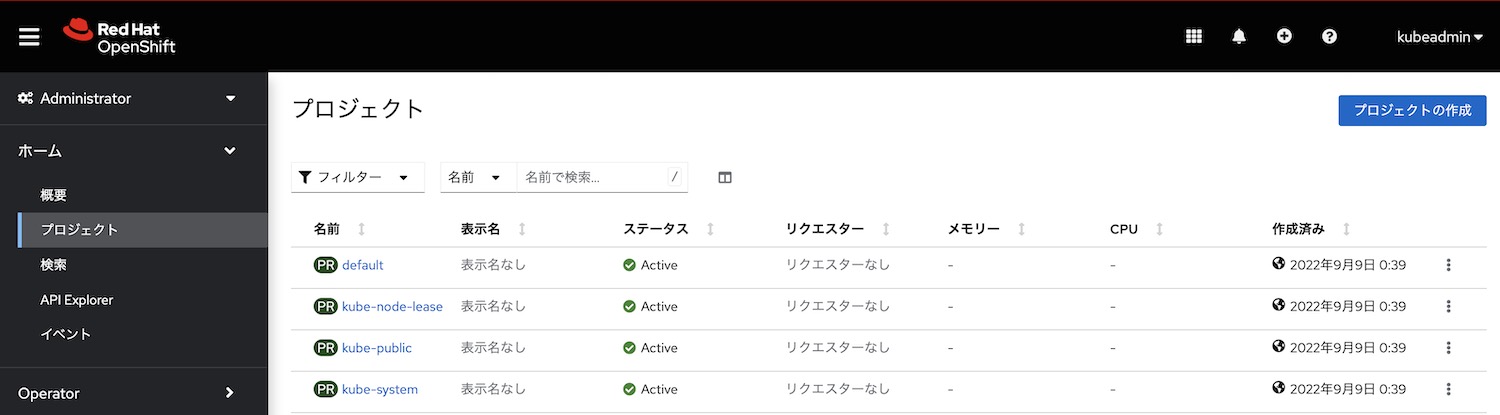 Red Hat
OpenShift
kubeadmin
Administrator
ホーム
概要
プロジェクト
検索
API Explorer
イベント
Operator
プロジェクト
プロジェクトの作成
フィルター 名前 名前で検索... /
名前 表示名 ステータス リクエスター メモリー CPU 作成済み
PR default 表示名なし Active リクエスターなし - - 2022年9月9日 0:39
PR kube-node-lease 表示名なし Active リクエスターなし - - 2022年9月9日 0:39
PR kube-public 表示名なし Active リクエスターなし - - 2022年9月9日 0:39
PR kube-system 表示名なし Active リクエスターなし - - 2022年9月9日 0:39